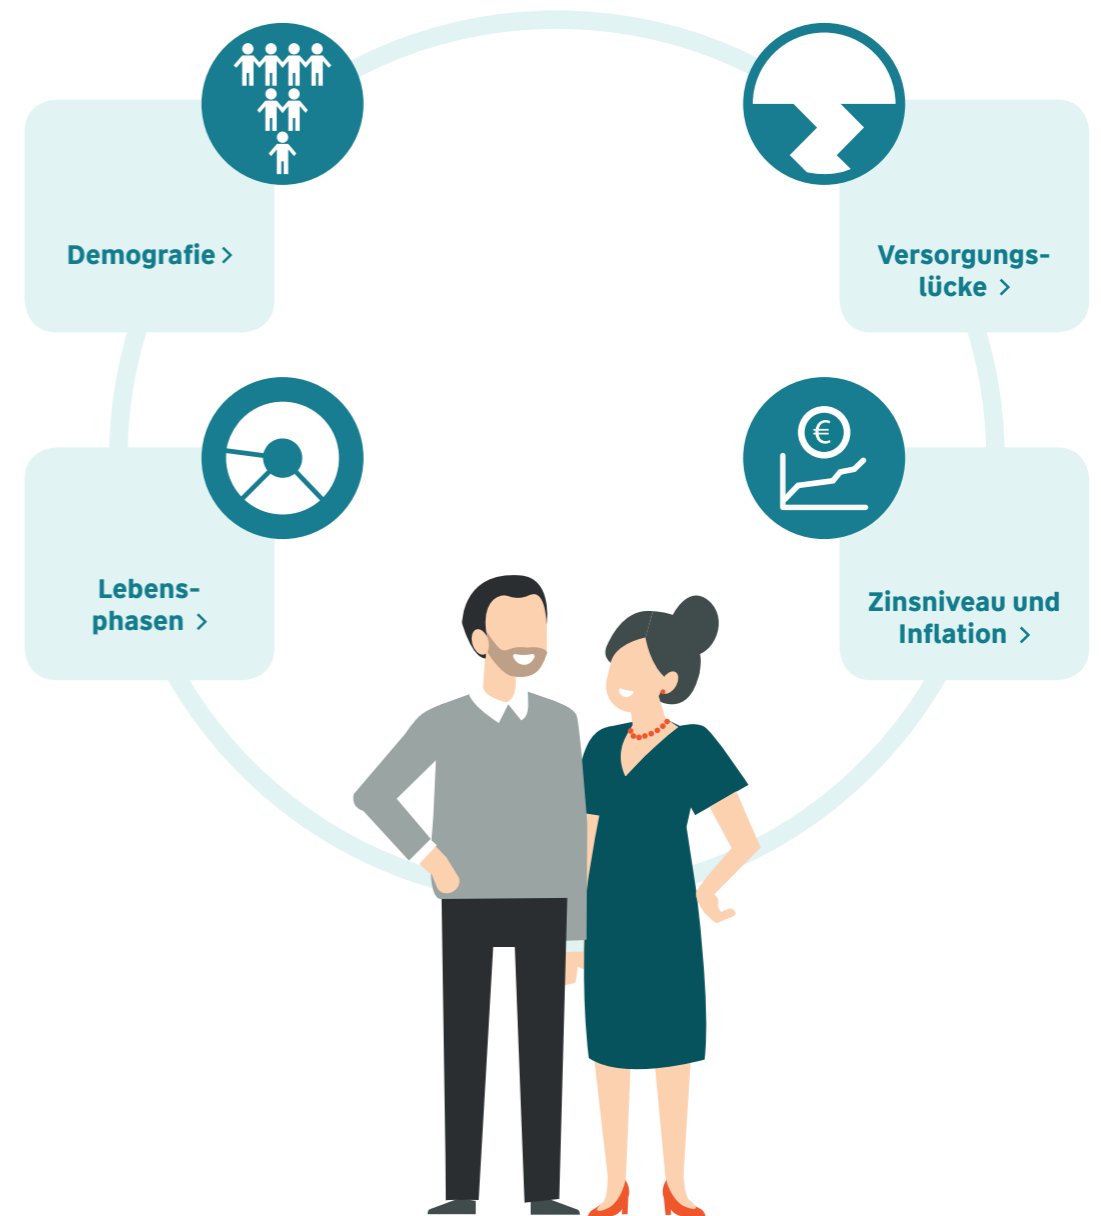 Demografie >
Versorgungs-
lücke >
Lebens-
phasen >
€
Zinsniveau und
Inflation >